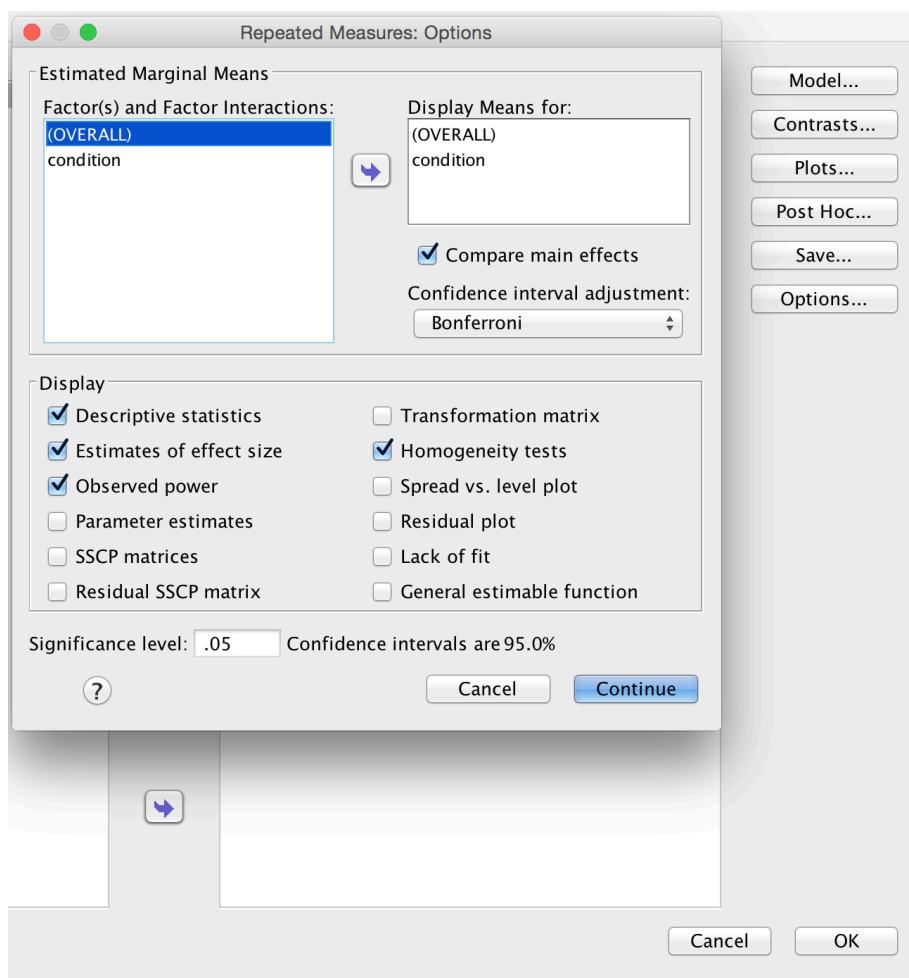 Repeated Measures: Options
Estimated Marginal Means
Factor(s) and Factor Interactions:
(OVERALL)
condition
Display Means for:
(OVERALL)
condition
Compare main effects
Confidence interval adjustment:
Bonferroni
Display
Descriptive statistics
Estimates of effect size
Observed power
Parameter estimates
SSCP matrices
Residual SSCP matrix
Transformation matrix
Homogeneity tests
Spread vs. level plot
Residual plot
Lack of fit
General estimable function
Significance level: .05 Confidence intervals are 95.0%
?
Cancel
Continue
Model...
Contrasts...
Plots...
Post Hoc...
Save...
Options...
Cancel
OK